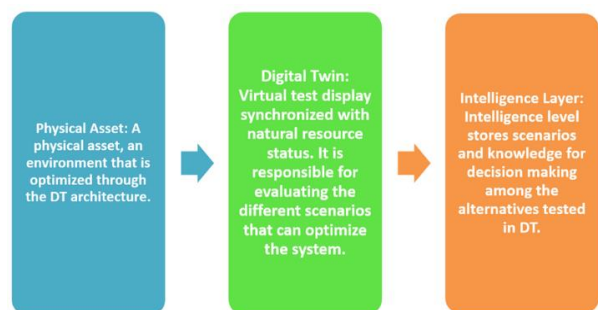 Physical Asset: A
physical asset, an
environment that is
optimized through
the DT architecture.
Digital Twin:
Virtual test display
synchronized with
natural resource
status. It is
responsible for
evaluating the
different scenarios
that can optimize
the system.
Intelligence Layer:
Intelligence level
stores scenarios
and knowledge for
decision making
among the
alternatives tested
in DT.